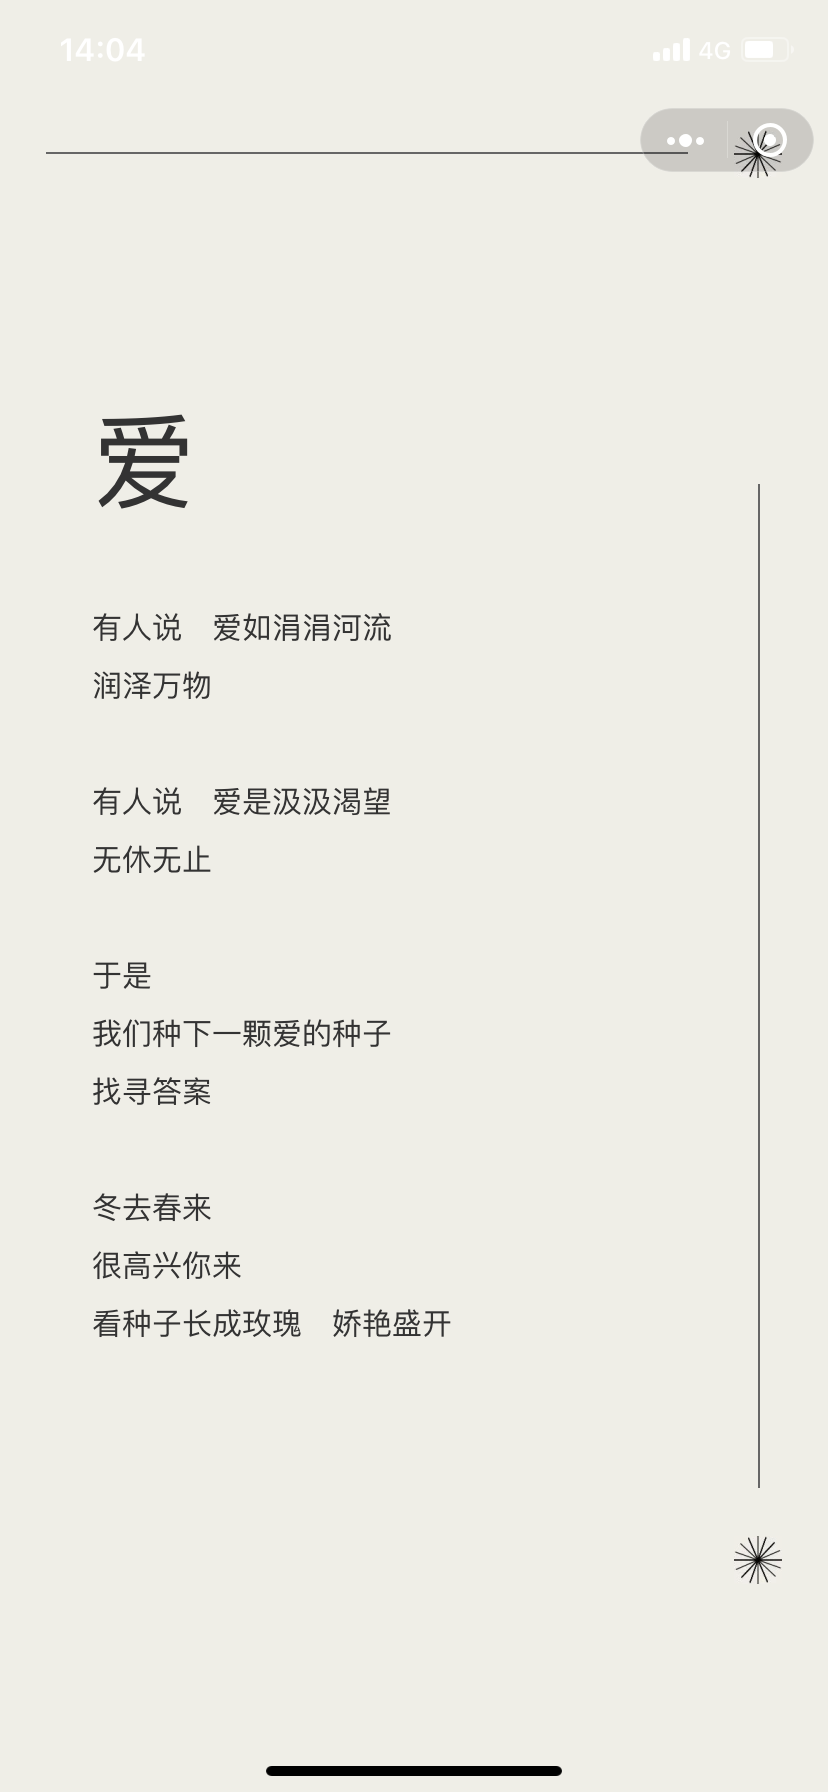 14:04
4G
爱
有人说　爱如涓涓河流
润泽万物
有人说　爱是汲汲渴望
无休无止
于是
我们种下一颗爱的种子
找寻答案
冬去春来
很高兴你来
看种子长成玫瑰　娇艳盛开